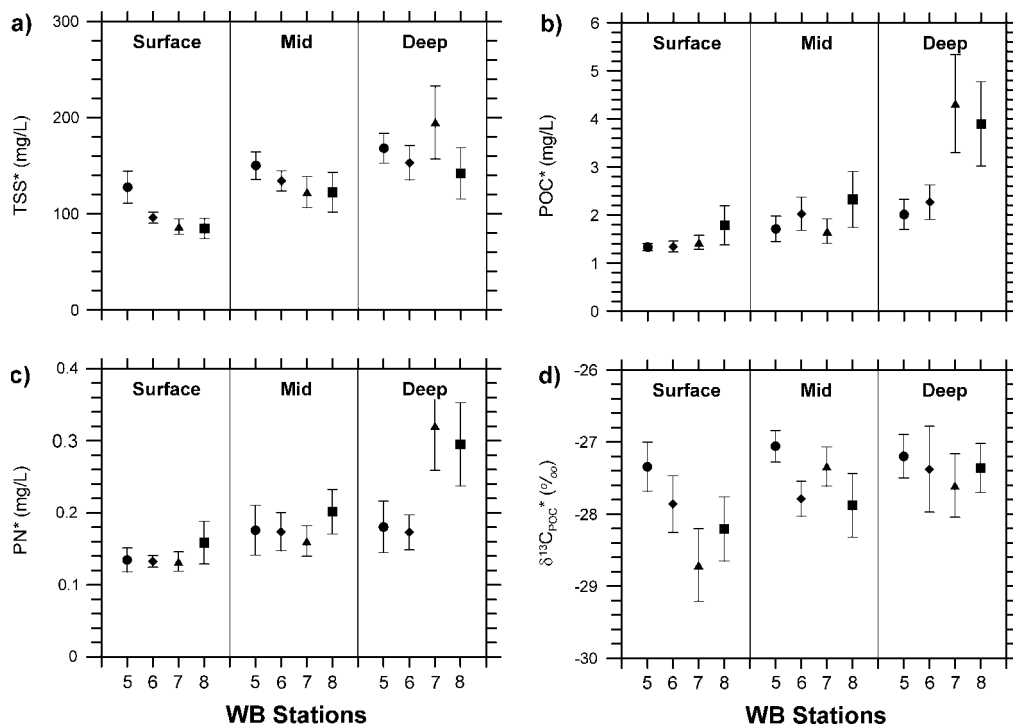 a)
300
200
100
0
TSS* (mg/L)
Surface Mid Deep
b)
6
5
4
3
2
1
0
POC* (mg/L)
Surface Mid Deep
c)
0.4
0.3
0.2
0.1
0
PN* (mg/L)
Surface Mid Deep
5 6 7 8 5 6 7 8 5 6 7 8
WB Stations
d)
-26
-27
-28
-29
-30
δ¹³C_POC* (‰)
Surface Mid Deep
5 6 7 8 5 6 7 8 5 6 7 8
WB Stations